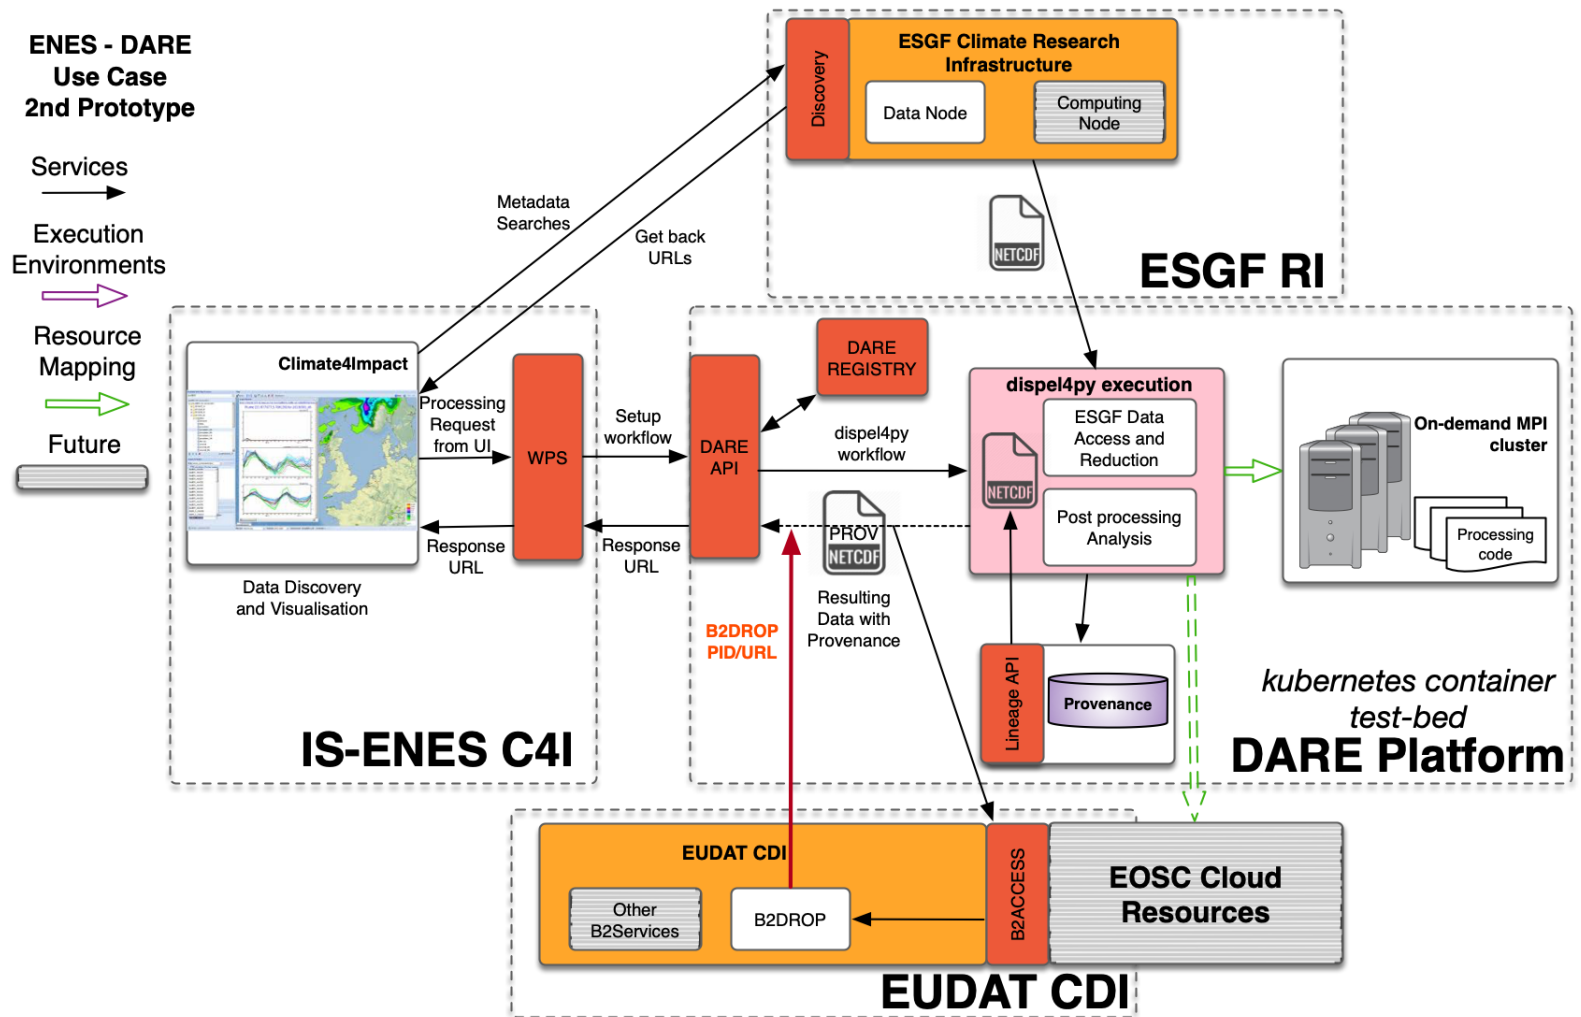 ENES - DARE
Use Case
2nd Prototype
Services
Execution
Environments
Resource
Mapping
Future
ESGF Climate Research
Infrastructure
Discovery
Data Node
Computing
Node
NETCDF
ESGF RI
Metadata
Searches
Get back
URLs
Climate4Impact
Data Discovery
and Visualisation
Processing
Request
from UI
Response
URL
WPS
IS-ENES C4I
Setup
workflow
Response
URL
DARE
API
DARE
REGISTRY
dispel4py
workflow
PROV
NETCDF
Resulting
Data with
Provenance
B2DROP
PID/URL
dispel4py execution
ESGF Data
Access and
Reduction
NETCDF
Post processing
Analysis
Lineage API
Provenance
On-demand MPI
cluster
Processing
code
kubernetes container
test-bed
DARE Platform
EUDAT CDI
Other
B2Services
B2DROP
B2ACCESS
EOSC Cloud
Resources
EUDAT CDI